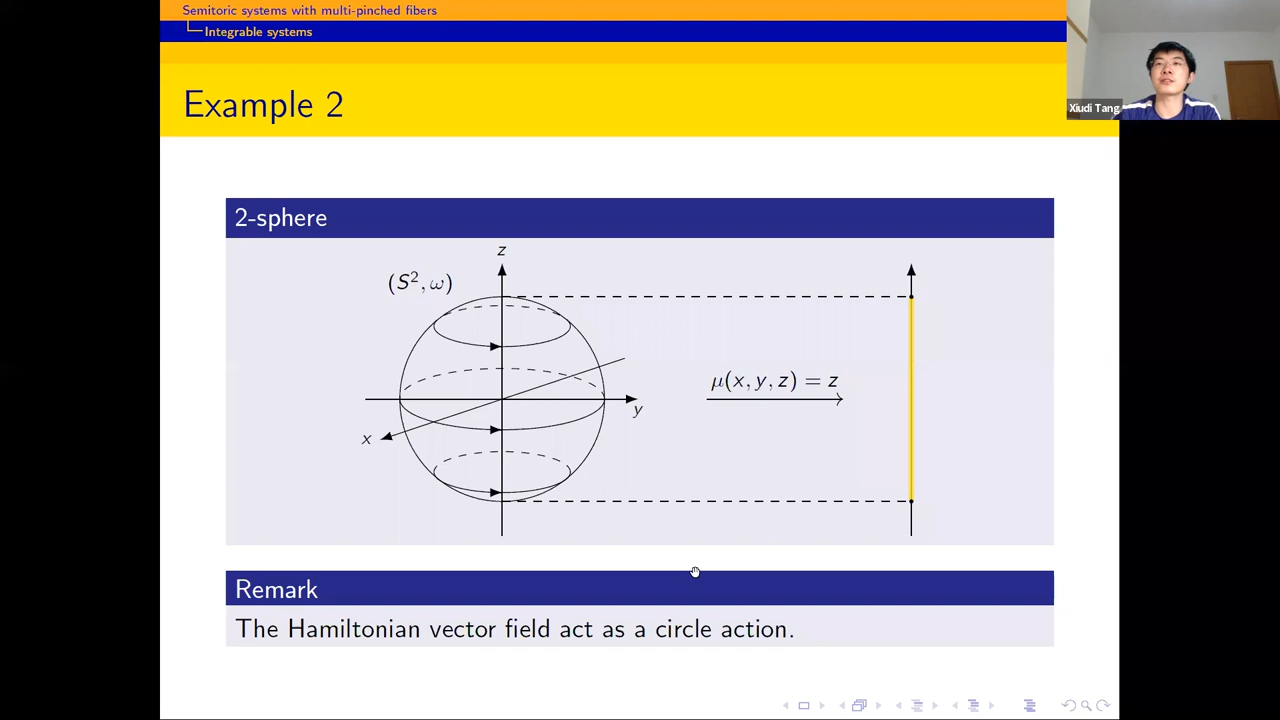 Semitoric systems with multi-pinched fibers
Integrable systems
Xiudi Tang
Example 2
2-sphere
z
(S², ω)
μ(x, y, z) = z
y
x
Remark
The Hamiltonian vector field act as a circle action.